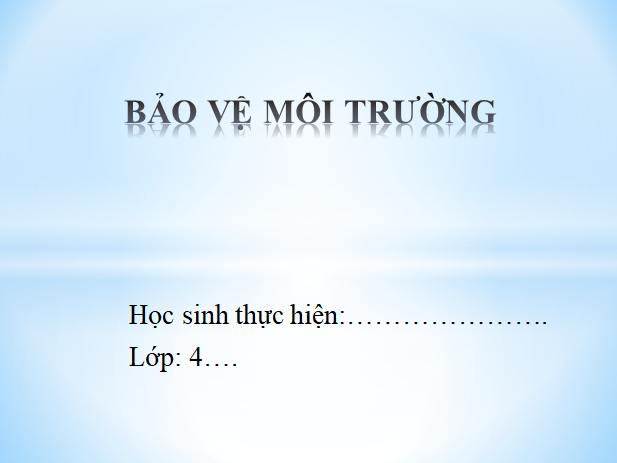 BẢO VỆ MÔI TRƯỜNG
Học sinh thực hiện:………………….
Lớp: 4….